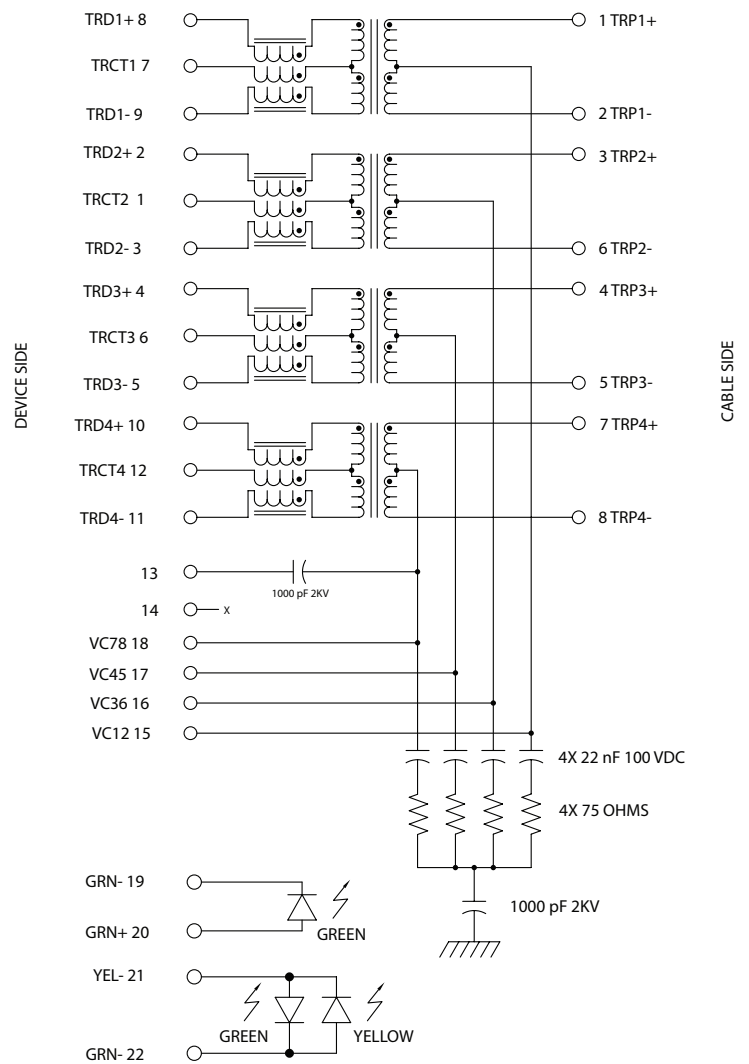 TRD1+ 8
1 TRP1+
TRCT1 7
TRD1- 9
2 TRP1-
TRD2+ 2
3 TRP2+
TRCT2 1
TRD2- 3
6 TRP2-
TRD3+ 4
4 TRP3+
TRCT3 6
TRD3- 5
5 TRP3-
DEVICE SIDE
CABLE SIDE
TRD4+ 10
7 TRP4+
TRCT4 12
TRD4- 11
8 TRP4-
13
1000 pF 2KV
14
x
VC78 18
VC45 17
VC36 16
VC12 15
4X 22 nF 100 VDC
4X 75 OHMS
GRN- 19
1000 pF 2KV
GRN+ 20
GREEN
YEL- 21
GREEN
YELLOW
GRN- 22